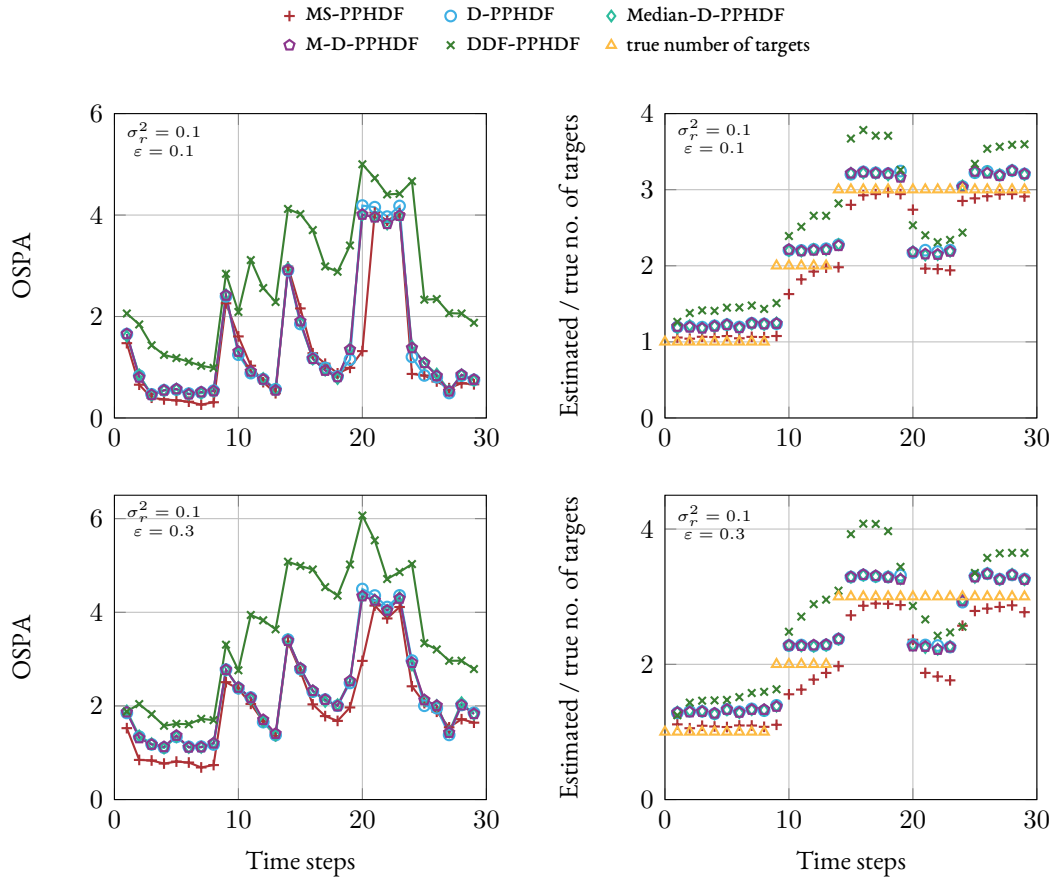 MS-PPHDF D-PPHDF Median-D-PPHDF
M-D-PPHDF DDF-PPHDF true number of targets
σ_r^2 = 0.1
ε = 0.1
OSPA
6
4
2
0
0 10 20 30
σ_r^2 = 0.1
ε = 0.1
Estimated / true no. of targets
4
3
2
1
0
0 10 20 30
σ_r^2 = 0.1
ε = 0.3
OSPA
6
4
2
0
0 10 20 30
Time steps
σ_r^2 = 0.1
ε = 0.3
Estimated / true no. of targets
4
2
0
0 10 20 30
Time steps